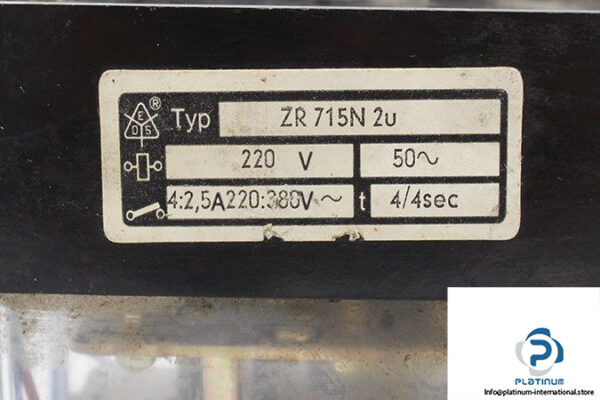 E
D S ®
Typ ZR 715N 2u
220 V 50~
4:2,5A220:380V~ t 4/4sec
PLATINUM
Info@platinum-international.store